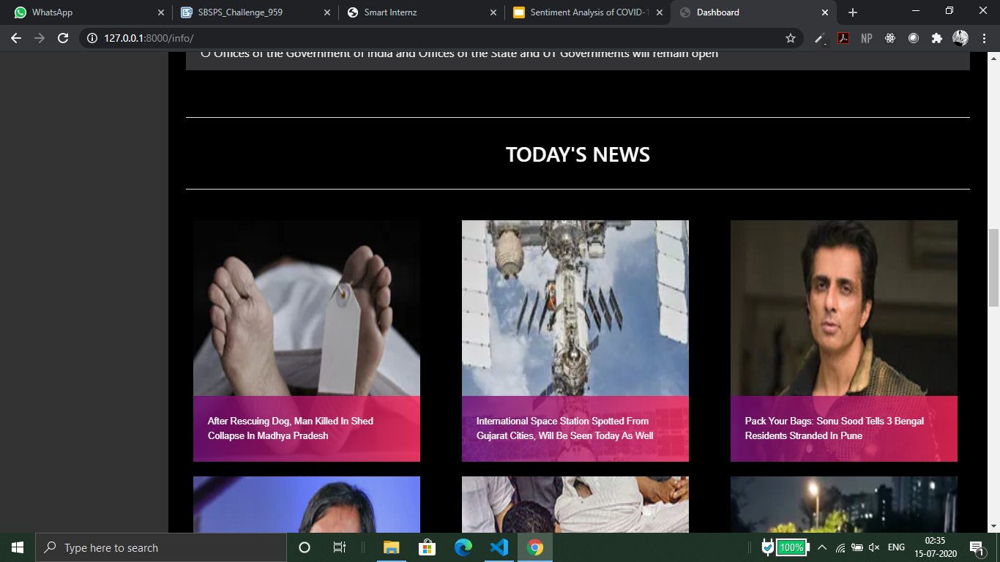 WhatsApp
SBSPS_Challenge_959
Smart Internz
Sentiment Analysis of COVID-1
Dashboard
127.0.0.1:8000/info/
NP
Offices of the Government of India and Offices of the State and UT Governments will remain open
TODAY'S NEWS
After Rescuing Dog, Man Killed In Shed
Collapse In Madhya Pradesh
International Space Station Spotted From
Gujarat Cities, Will Be Seen Today As Well
Pack Your Bags: Sonu Sood Tells 3 Bengal
Residents Stranded In Pune
Type here to search
100%
ENG
02:35
15-07-2020
1